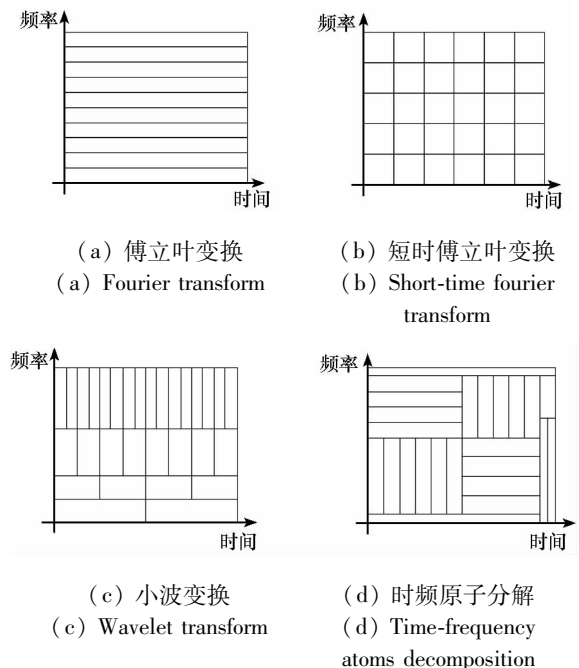 频率
时间
(a) 傅立叶变换
(a) Fourier transform
频率
时间
(b) 短时傅立叶变换
(b) Short-time fourier
transform
频率
时间
(c) 小波变换
(c) Wavelet transform
频率
时间
(d) 时频原子分解
(d) Time-frequency
atoms decomposition